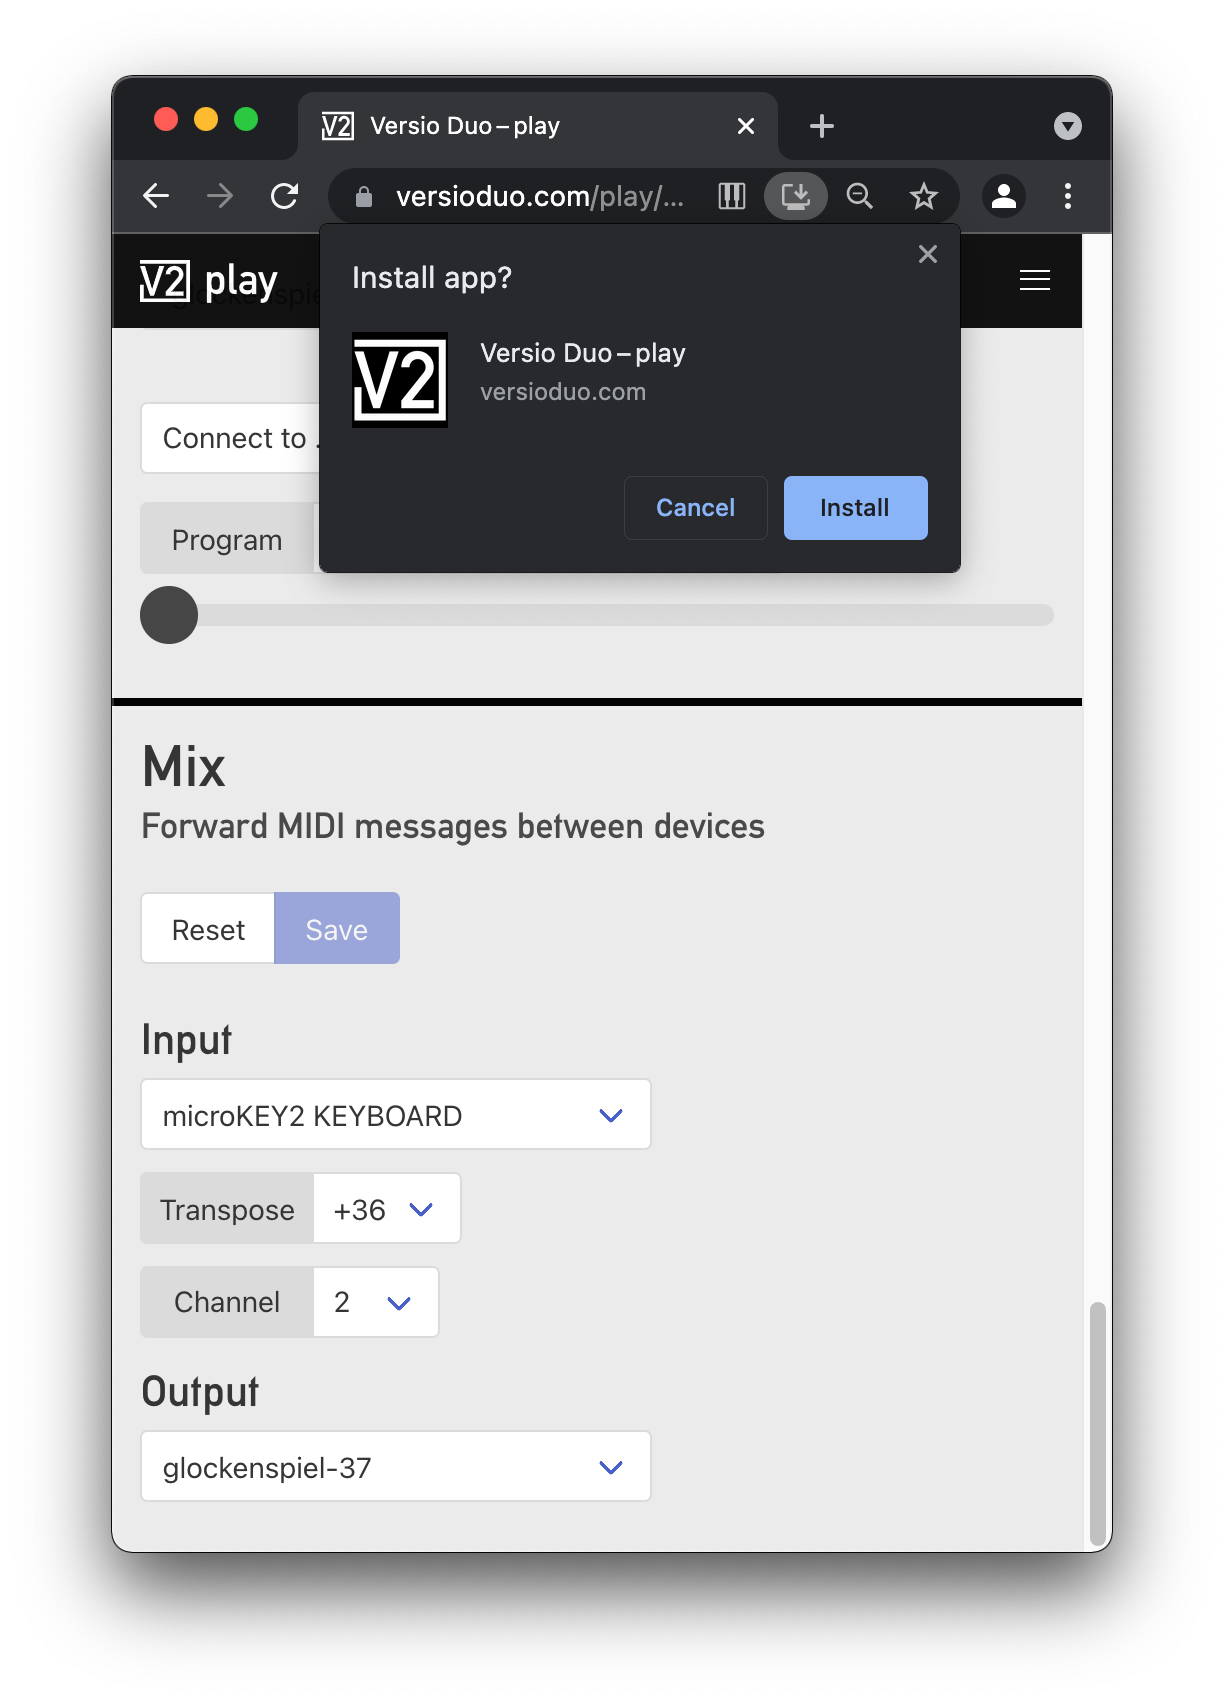 V2 Versio Duo – play
versioduo.com/play/...
V2 play
glockenspie
Install app?
V2
Versio Duo – play
versioduo.com
Cancel
Install
Connect to .
Program
Mix
Forward MIDI messages between devices
Reset
Save
Input
microKEY2 KEYBOARD
Transpose
+36
Channel
2
Output
glockenspiel-37